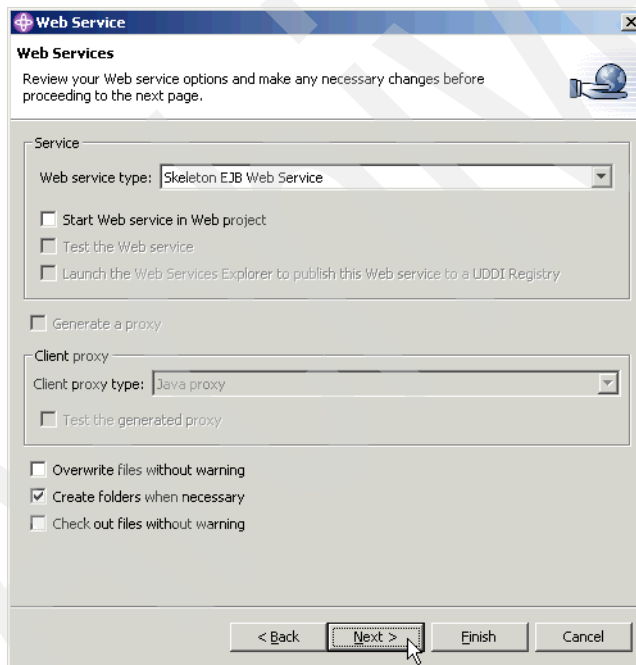 Web Service
Web Services
Review your Web service options and make any necessary changes before
proceeding to the next page.
Service
Web service type: Skeleton EJB Web Service
Start Web service in Web project
Test the Web service
Launch the Web Services Explorer to publish this Web service to a UDDI Registry
Generate a proxy
Client proxy
Client proxy type: Java proxy
Test the generated proxy
Overwrite files without warning
Create folders when necessary
Check out files without warning
< Back Next > Finish Cancel